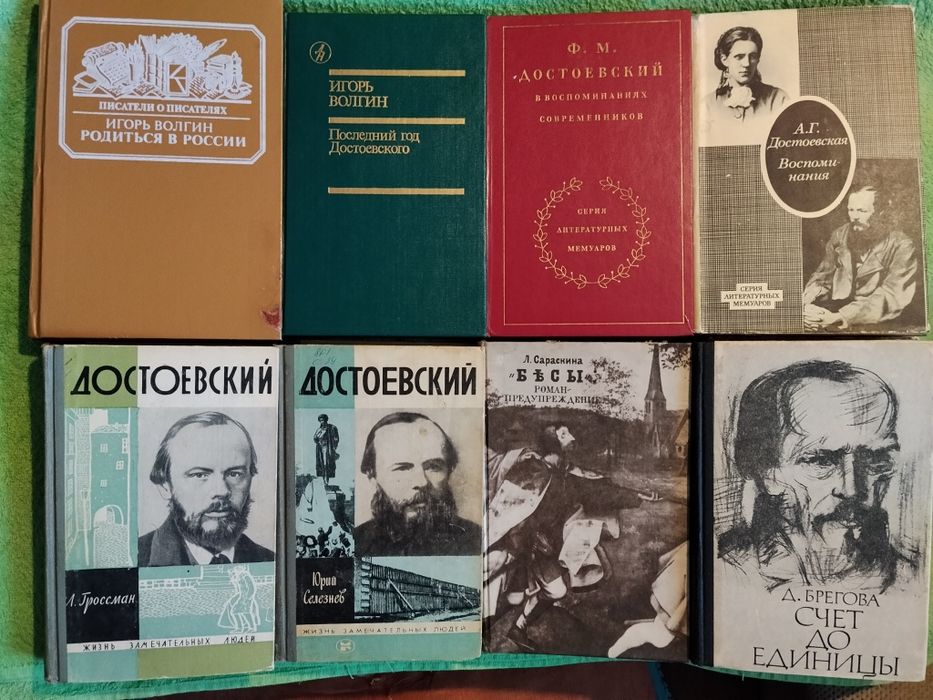 ПИСАТЕЛИ О ПИСАТЕЛЯХ
ИГОРЬ ВОЛГИН
РОДИТЬСЯ В РОССИИ
ИГОРЬ
ВОЛГИН
Последний год
Достоевского
Ф. М.
ДОСТОЕВСКИЙ
В ВОСПОМИНАНИЯХ
СОВРЕМЕННИКОВ
СЕРИЯ
ЛИТЕРАТУРНЫХ
МЕМУАРОВ
А.Г.
Достоевская
Воспоми-
нания
СЕРИЯ
ЛИТЕРАТУРНЫХ
МЕМУАРОВ
ДОСТОЕВСКИЙ
Л. Гроссман
ЖИЗНЬ ЗАМЕЧАТЕЛЬНЫХ ЛЮДЕЙ
ДОСТОЕВСКИЙ
Юрий
Селезнев
ЖИЗНЬ ЗАМЕЧАТЕЛЬНЫХ ЛЮДЕЙ
Л. Сараскина
"БѢСЫ":
РОМАН-
ПРЕДУПРЕЖДЕНИЕ
Д. БРЕГОВА
СЧЕТ
ДО
ЕДИНИЦЫ